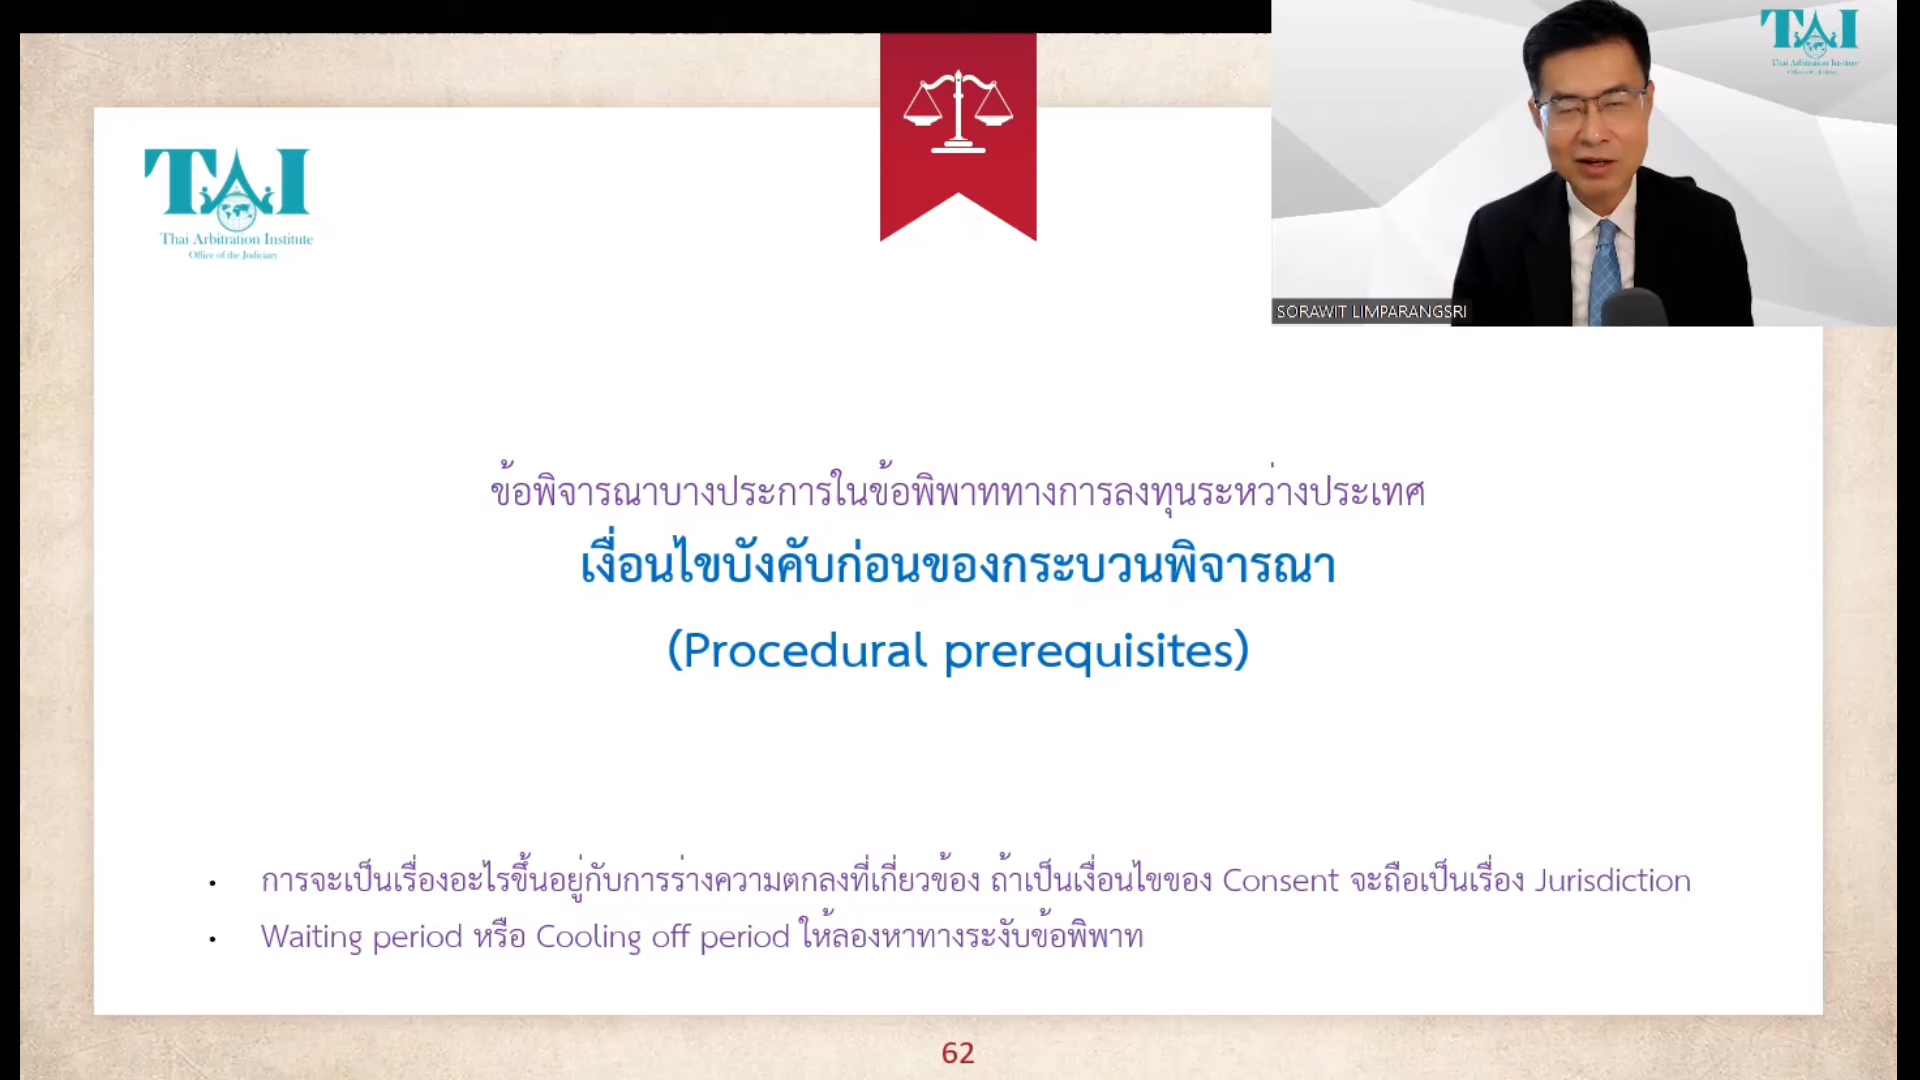 TAI
Thai Arbitration Institute
Office of the Judiciary
TAI
Thai Arbitration Institute
Office of the Judiciary
SORAWIT LIMPARANGSRI
ข้อพิจารณาบางประการในข้อพิพาททางการลงทุนระหว่างประเทศ
เงื่อนไขบังคับก่อนของกระบวนพิจารณา
(Procedural prerequisites)
• การจะเป็นเรื่องอะไรขึ้นอยู่กับการร่างความตกลงที่เกี่ยวข้อง ถ้าเป็นเงื่อนไขของ Consent จะถือเป็นเรื่อง Jurisdiction
• Waiting period หรือ Cooling off period ให้ลองหาทางระงับข้อพิพาท
62